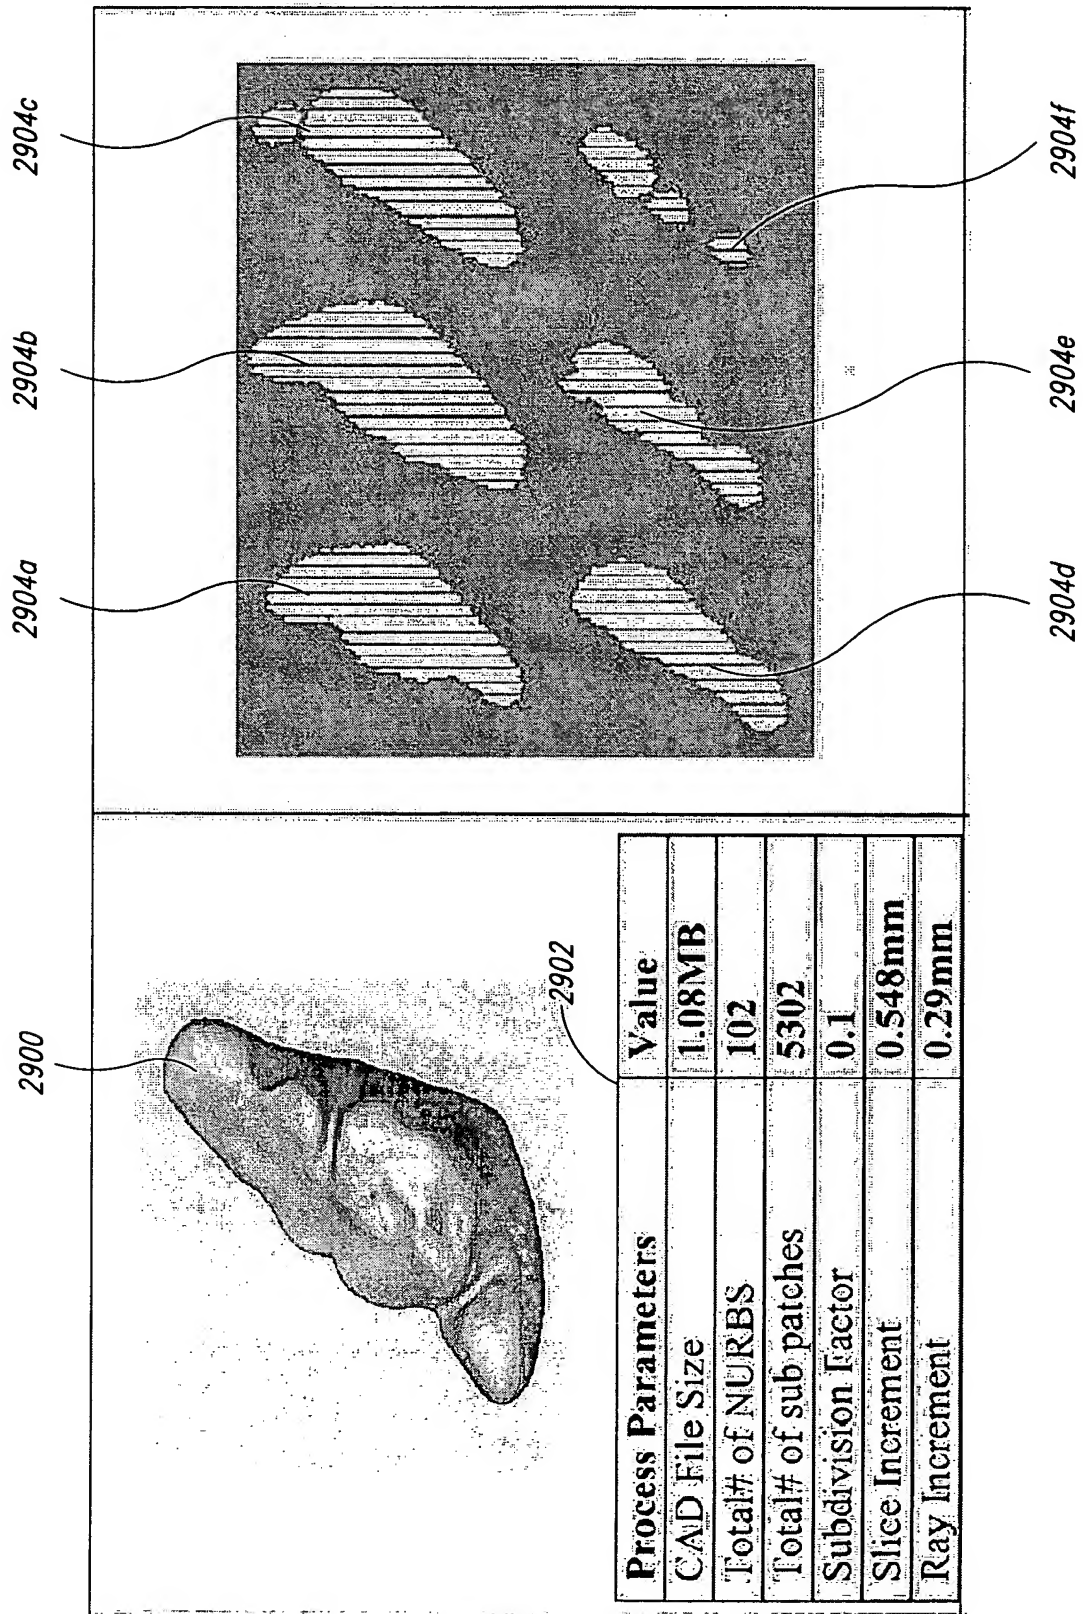 2900
2902
Process Parameters Value
CAD File Size 1.08MB
Total# of NURBS 102
Total# of sub patches 5302
Subdivision Factor 0.1
Slice Increment 0.548mm
Ray Increment 0.29mm
2904a
2904b
2904c
2904d
2904e
2904f